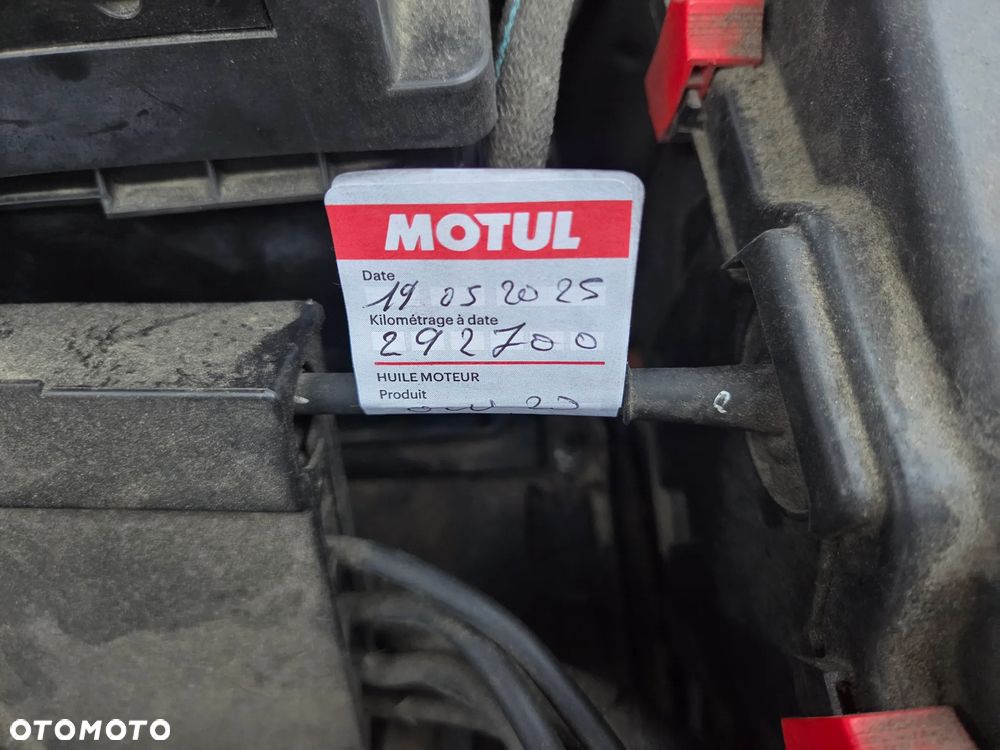 MOTUL
Date
19 05 2025
Kilométrage à date
292700
HUILE MOTEUR
Produit
OTOMOTO